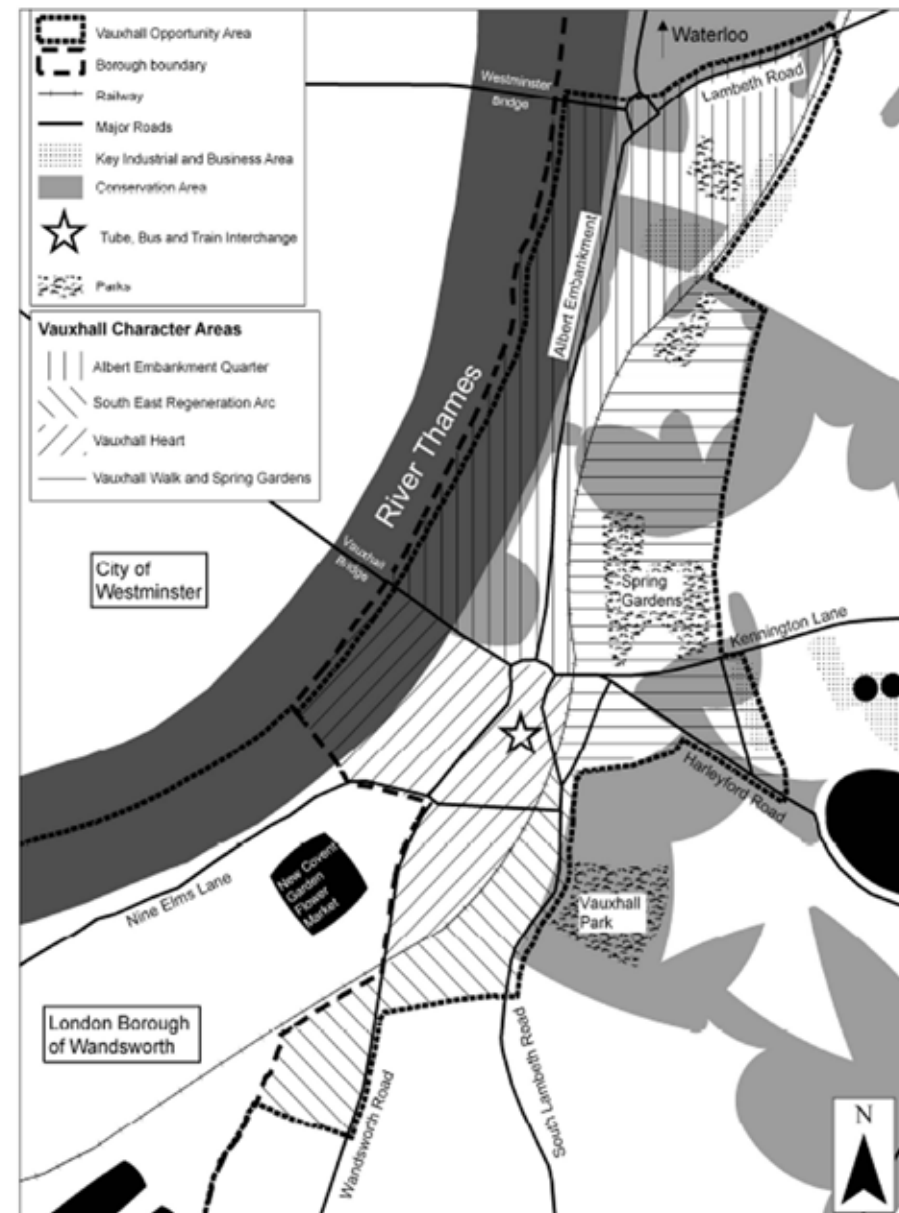 Vauxhall Opportunity Area
Borough boundary
Railway
Major Roads
Key Industrial and Business Area
Conservation Area
Tube, Bus and Train Interchange
Parks
Vauxhall Character Areas
Albert Embankment Quarter
South East Regeneration Arc
Vauxhall Heart
Vauxhall Walk and Spring Gardens
Waterloo
Westminster
Bridge
Lambeth Road
Albert Embankment
River Thames
Vauxhall
Bridge
City of
Westminster
Spring
Gardens
Kennington Lane
Harleyford Road
Nine Elms Lane
New Covent
Garden
Flower
Market
Vauxhall
Park
London Borough
of Wandsworth
Wandsworth Road
South Lambeth Road
N